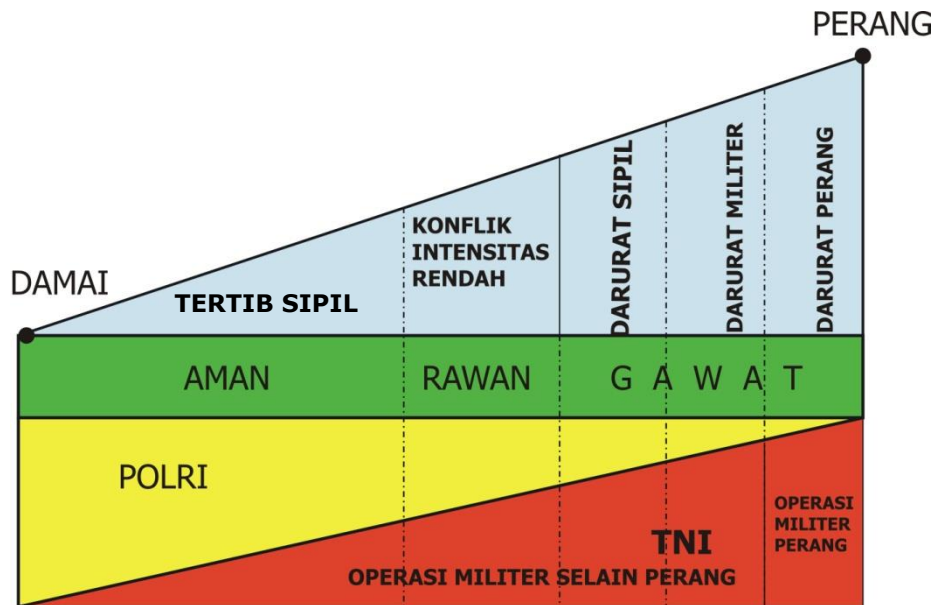 PERANG
DAMAI
TERTIB SIPIL
KONFLIK
INTENSITAS
RENDAH
DARURAT SIPIL
DARURAT MILITER
DARURAT PERANG
AMAN
RAWAN
G A W A T
POLRI
TNI
OPERASI MILITER SELAIN PERANG
OPERASI
MILITER
PERANG